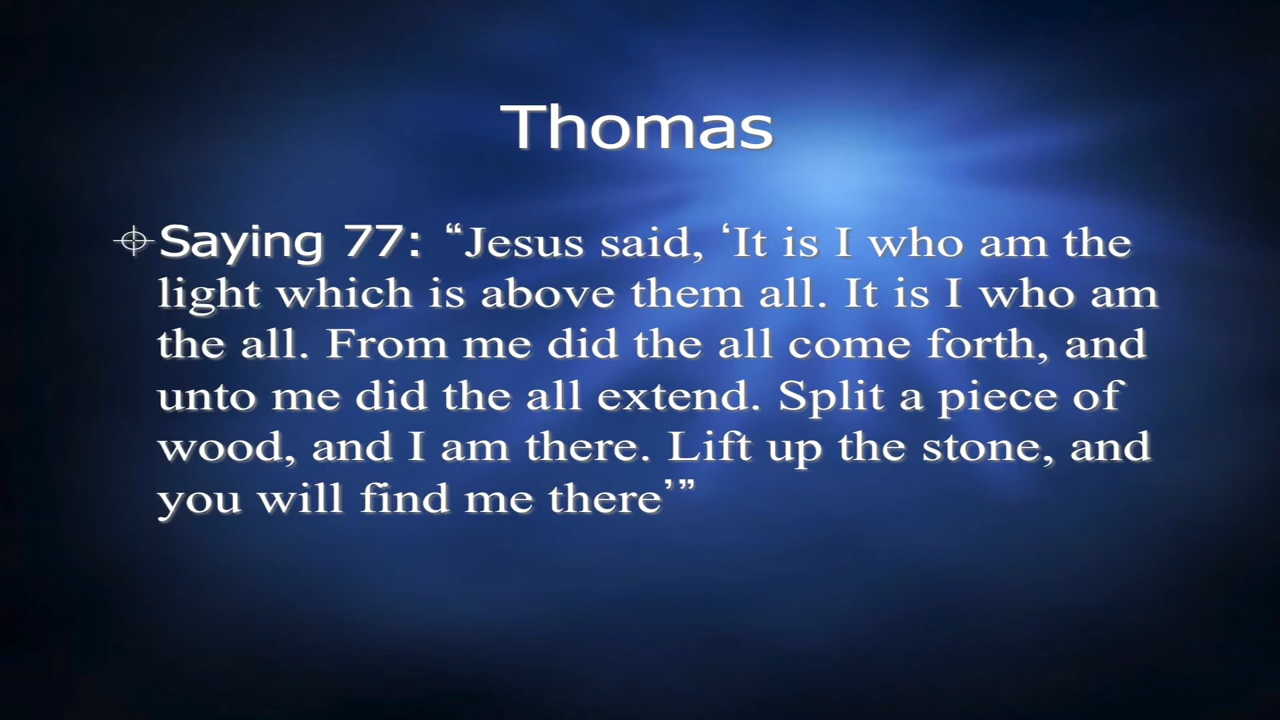 Thomas
Saying 77: “Jesus said, ‘It is I who am the
light which is above them all. It is I who am
the all. From me did the all come forth, and
unto me did the all extend. Split a piece of
wood, and I am there. Lift up the stone, and
you will find me there’”